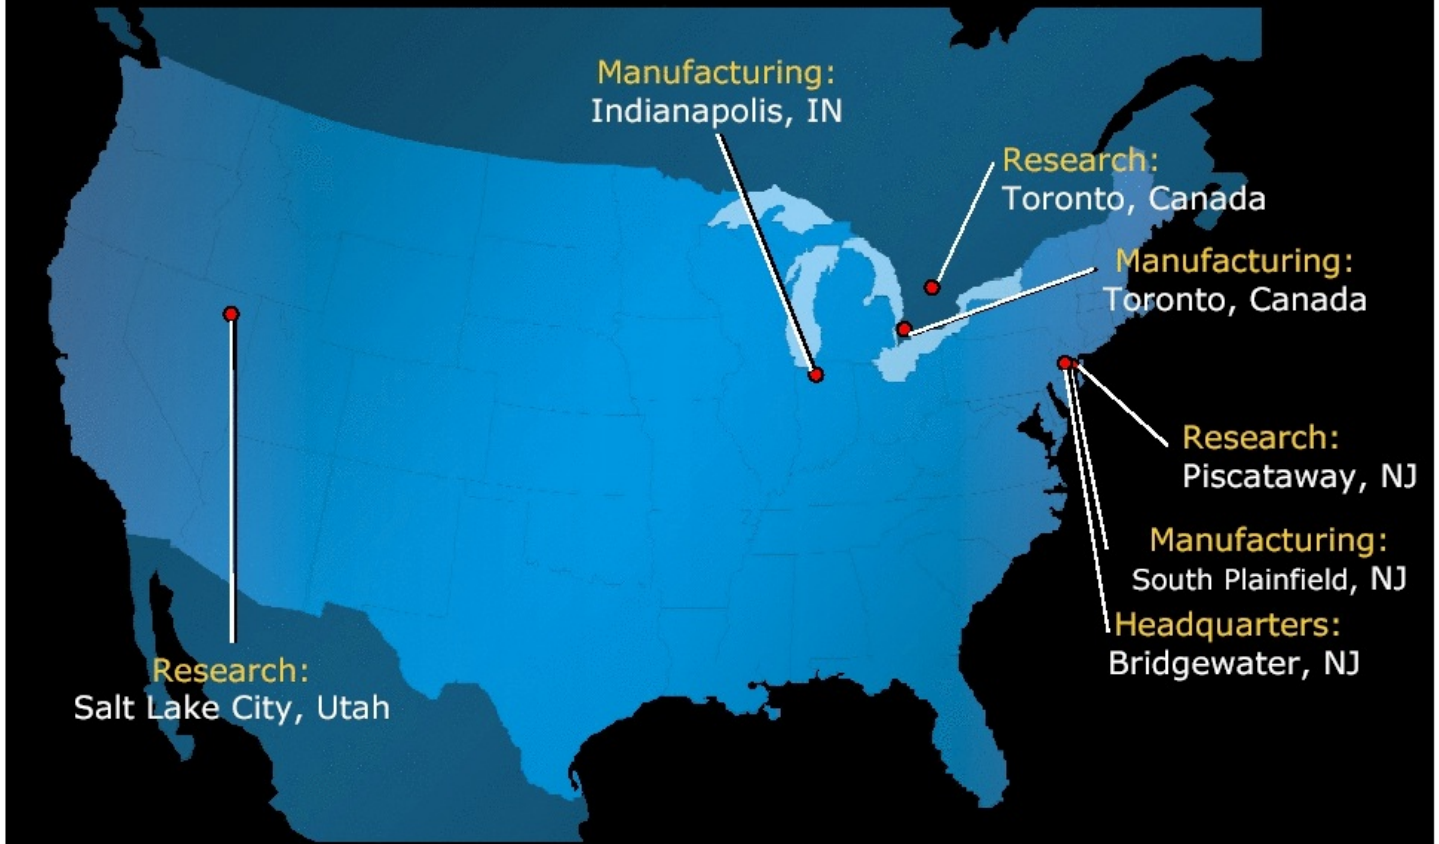 Manufacturing:
Indianapolis, IN
Research:
Toronto, Canada
Manufacturing:
Toronto, Canada
Research:
Piscataway, NJ
Manufacturing:
South Plainfield, NJ
Headquarters:
Bridgewater, NJ
Research:
Salt Lake City, Utah